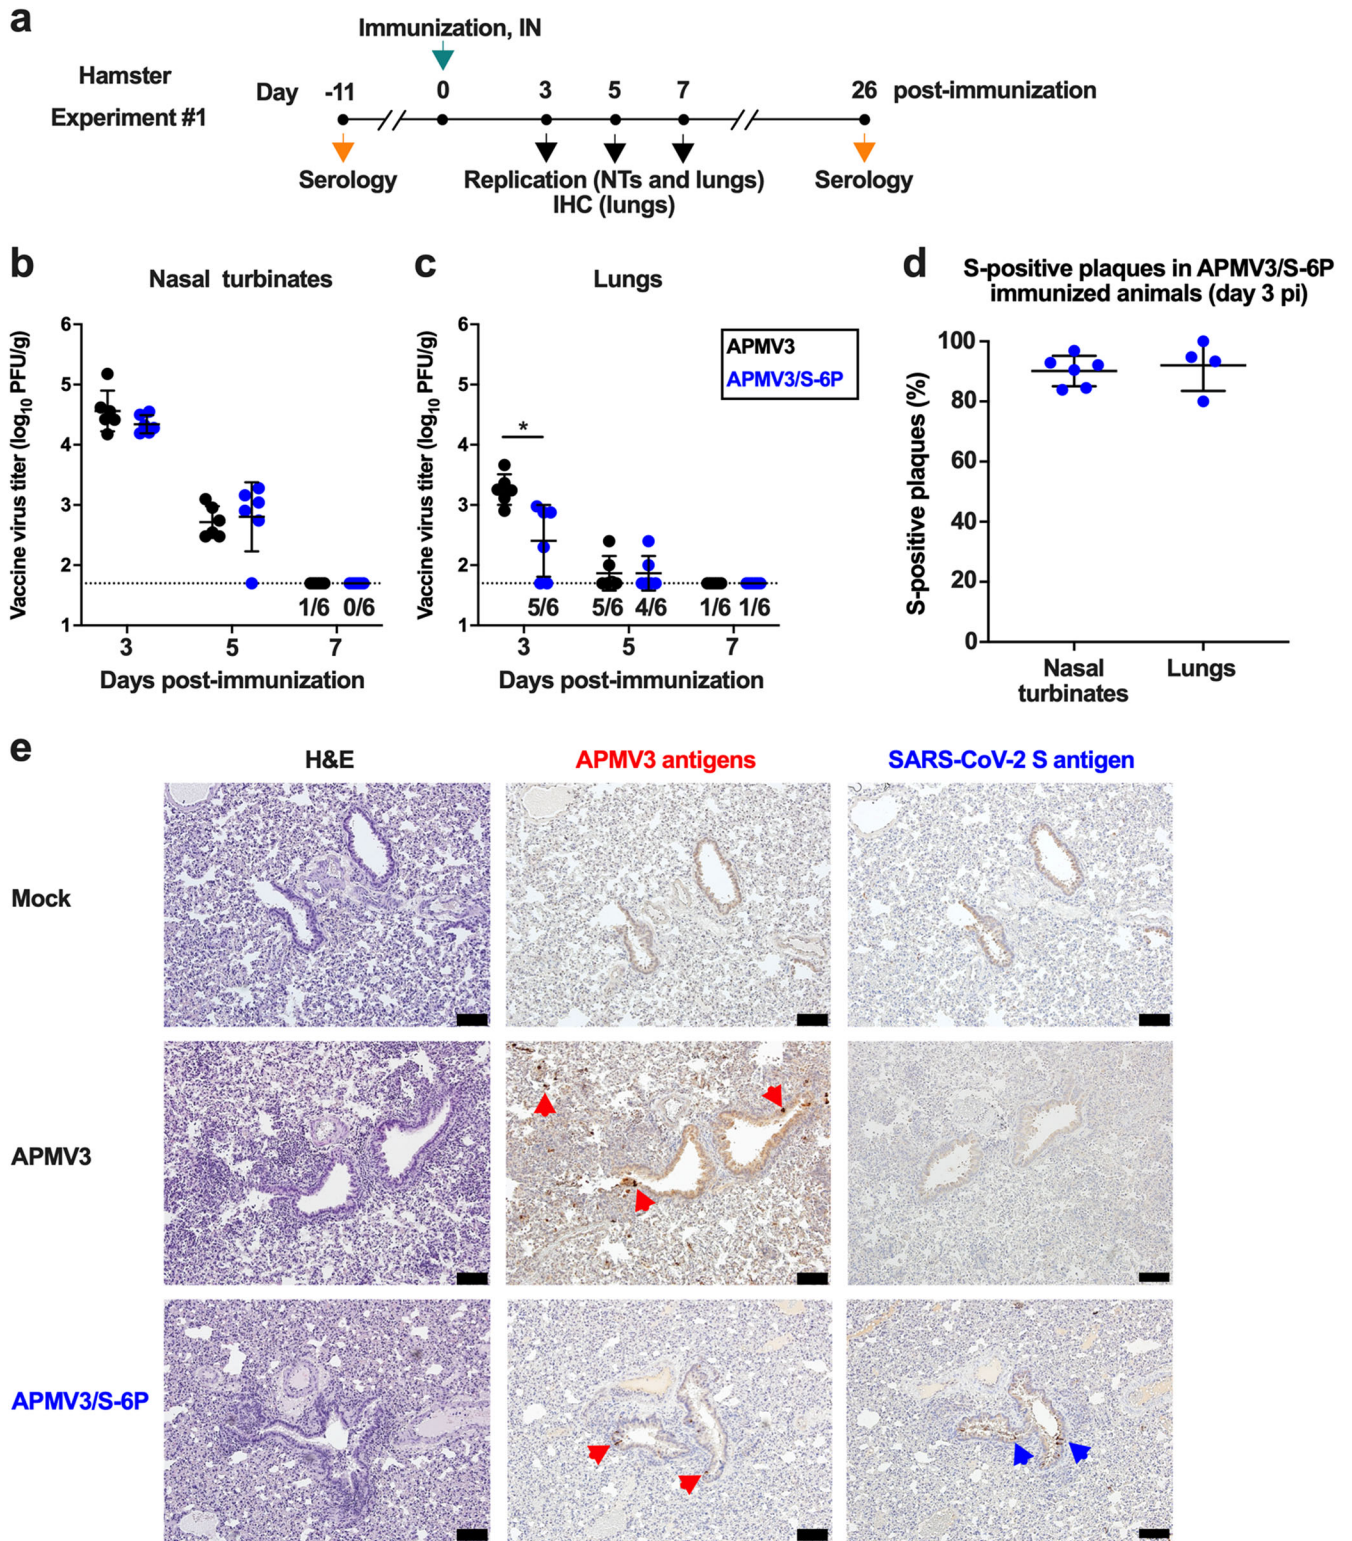 a
Immunization, IN
Hamster
Experiment #1
Day -11 0 3 5 7 26 post-immunization
Serology
Replication (NTs and lungs)
IHC (lungs)
Serology
b
Nasal turbinates
Vaccine virus titer (log10 PFU/g)
6
5
4
3
2
1
1/6 0/6
3 5 7
Days post-immunization
c
Lungs
Vaccine virus titer (log10 PFU/g)
6
5
4
3
2
1
*
5/6 5/6 4/6 1/6 1/6
3 5 7
Days post-immunization
APMV3
APMV3/S-6P
d
S-positive plaques in APMV3/S-6P
immunized animals (day 3 pi)
S-positive plaques (%)
100
80
60
40
20
0
Nasal
turbinates
Lungs
e
H&E APMV3 antigens SARS-CoV-2 S antigen
Mock
APMV3
APMV3/S-6P